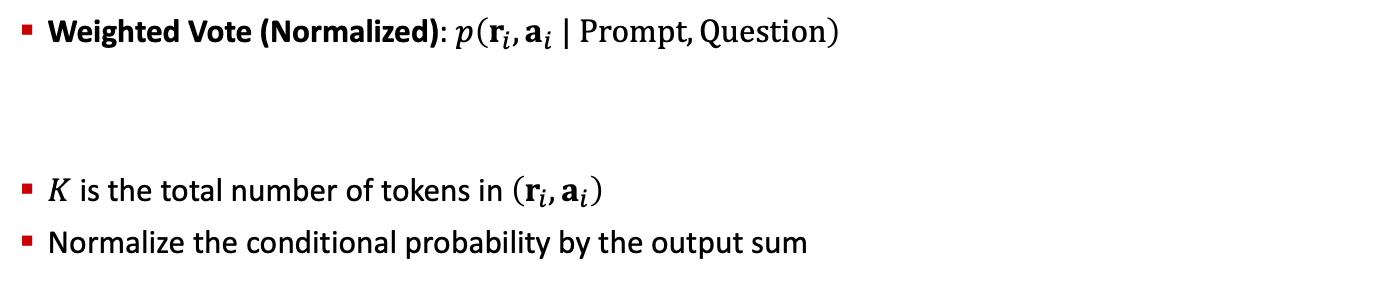 ▪ Weighted Vote (Normalized): p(rᵢ, aᵢ | Prompt, Question)
▪ K is the total number of tokens in (rᵢ, aᵢ)
▪ Normalize the conditional probability by the output sum